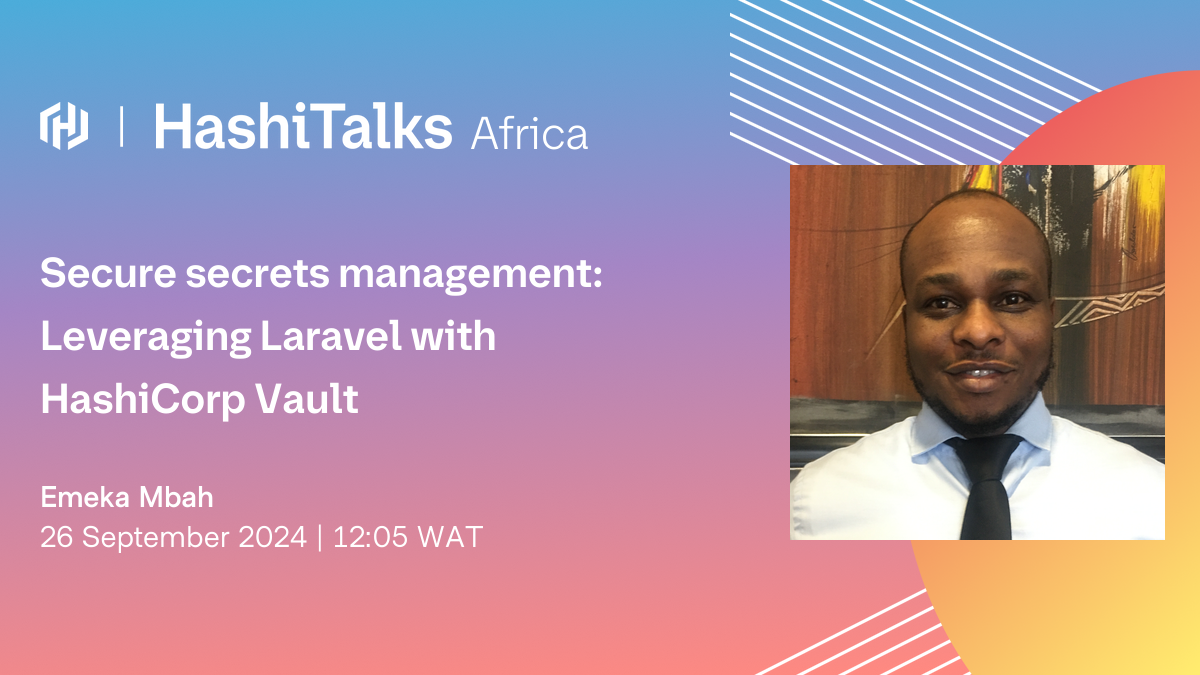 HashiTalks Africa
Secure secrets management:
Leveraging Laravel with
HashiCorp Vault
Emeka Mbah
26 September 2024 | 12:05 WAT